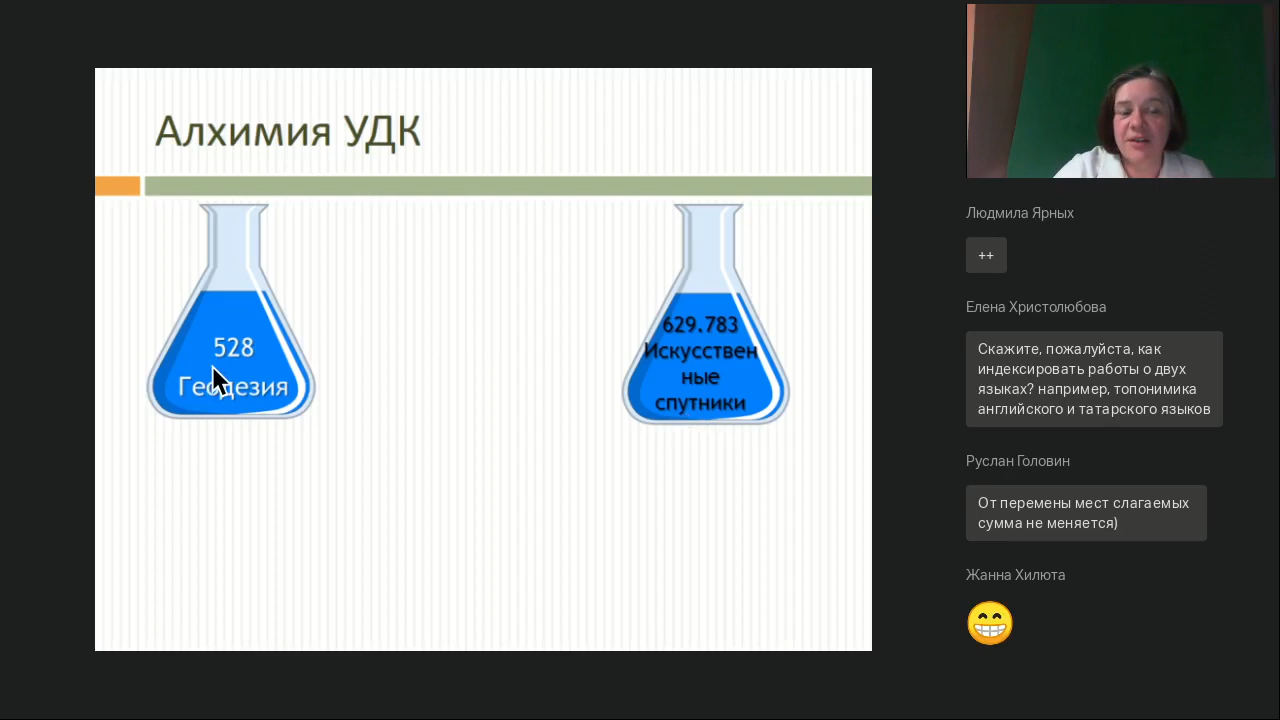 Алхимия УДК
528
Геодезия
629.783
Искусствен
ные
спутники
Людмила Ярных
++
Елена Христолюбова
Скажите, пожалуйста, как
индексировать работы о двух
языках? например, топонимика
английского и татарского языков
Руслан Головин
От перемены мест слагаемых
сумма не меняется)
Жанна Хилюта